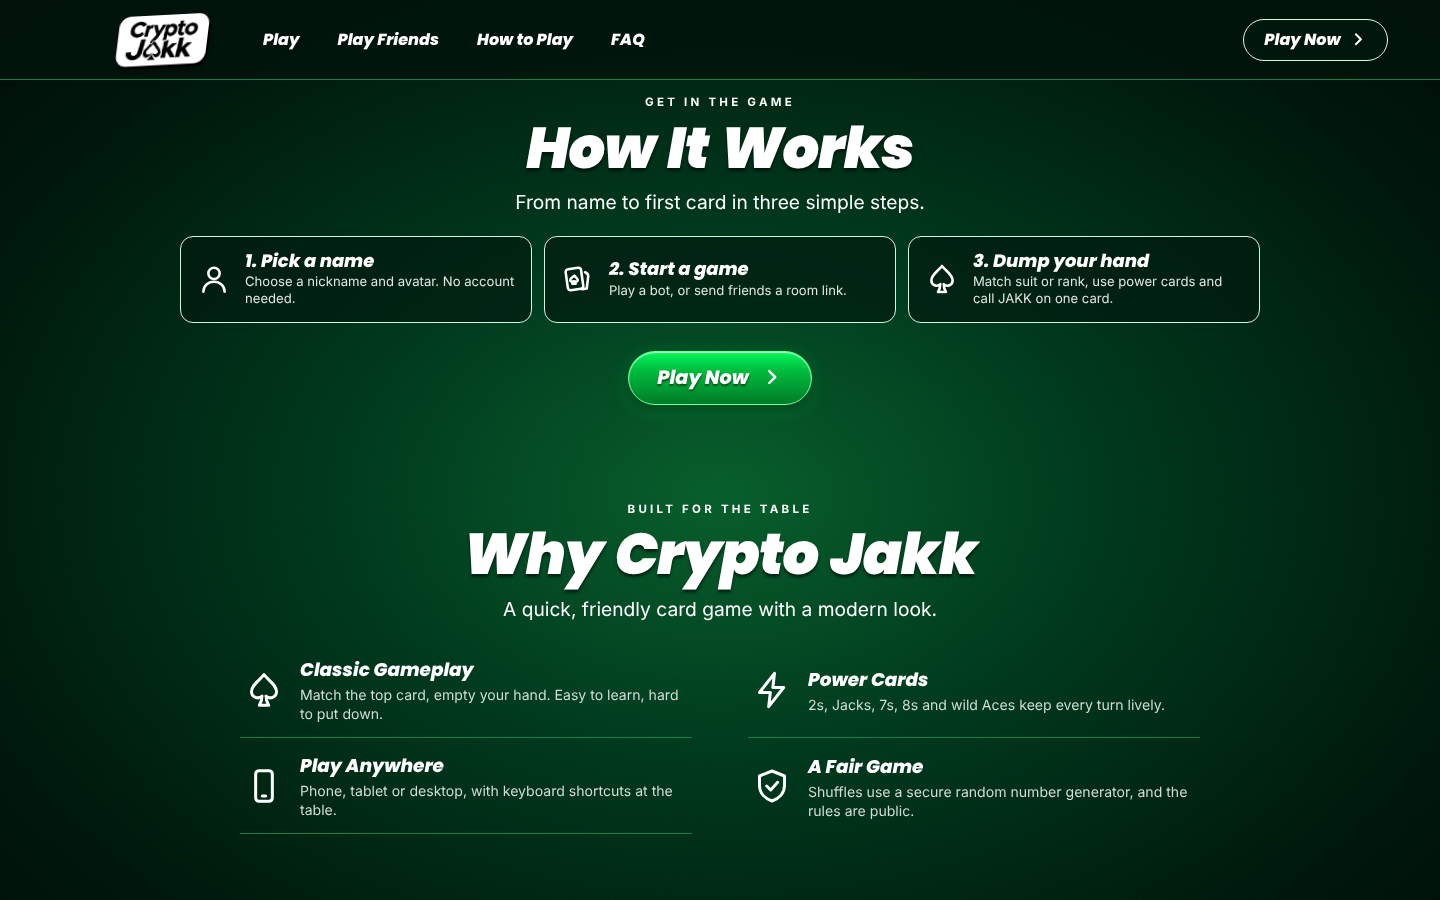 Crypto
Jakk
Play
Play Friends
How to Play
FAQ
Play Now
GET IN THE GAME
How It Works
From name to first card in three simple steps.
1. Pick a name
Choose a nickname and avatar. No account
needed.
2. Start a game
Play a bot, or send friends a room link.
3. Dump your hand
Match suit or rank, use power cards and
call JAKK on one card.
Play Now
BUILT FOR THE TABLE
Why Crypto Jakk
A quick, friendly card game with a modern look.
Classic Gameplay
Match the top card, empty your hand. Easy to learn, hard
to put down.
Power Cards
2s, Jacks, 7s, 8s and wild Aces keep every turn lively.
Play Anywhere
Phone, tablet or desktop, with keyboard shortcuts at the
table.
A Fair Game
Shuffles use a secure random number generator, and the
rules are public.